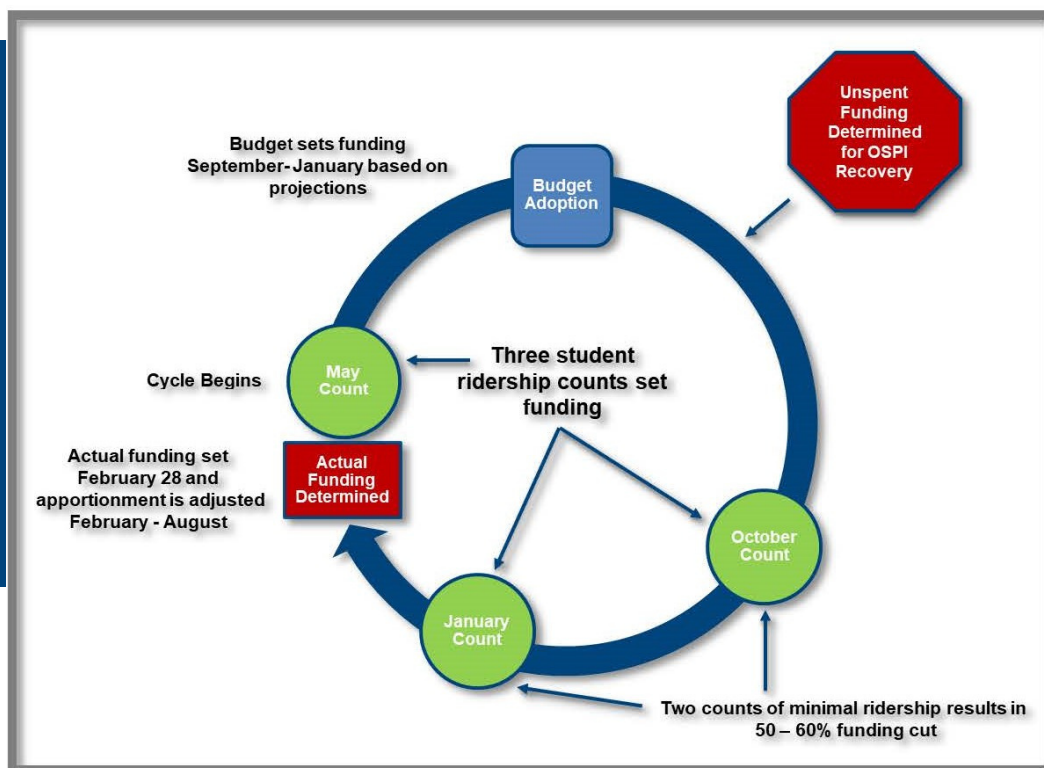 Unspent
Funding
Determined
for OSPI
Recovery
Budget sets funding
September- January based on
projections
Budget
Adoption
Three student
ridership counts set
funding
Cycle Begins
May
Count
Actual funding set
February 28 and
apportionment is adjusted
February - August
Actual
Funding
Determined
October
Count
January
Count
Two counts of minimal ridership results in
50 – 60% funding cut